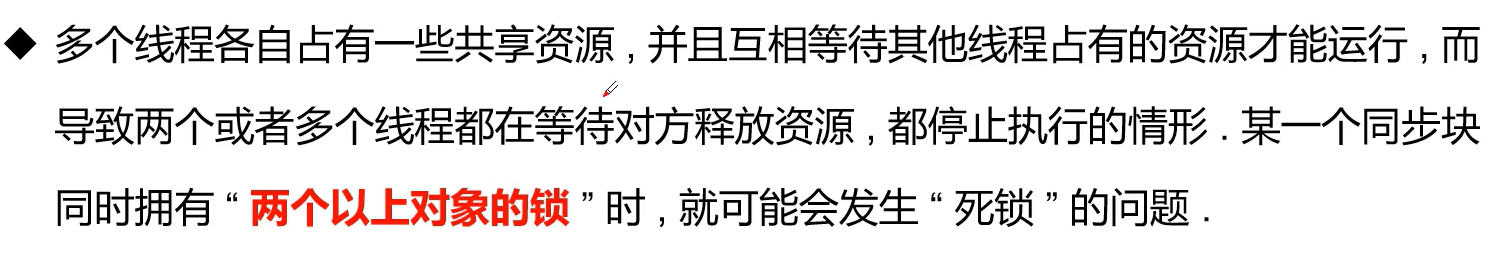 ◆ 多个线程各自占有一些共享资源 , 并且互相等待其他线程占有的资源才能运行 , 而
导致两个或者多个线程都在等待对方释放资源 , 都停止执行的情形 . 某一个同步块
同时拥有 “ 两个以上对象的锁 ” 时 , 就可能会发生 “ 死锁 ” 的问题 .